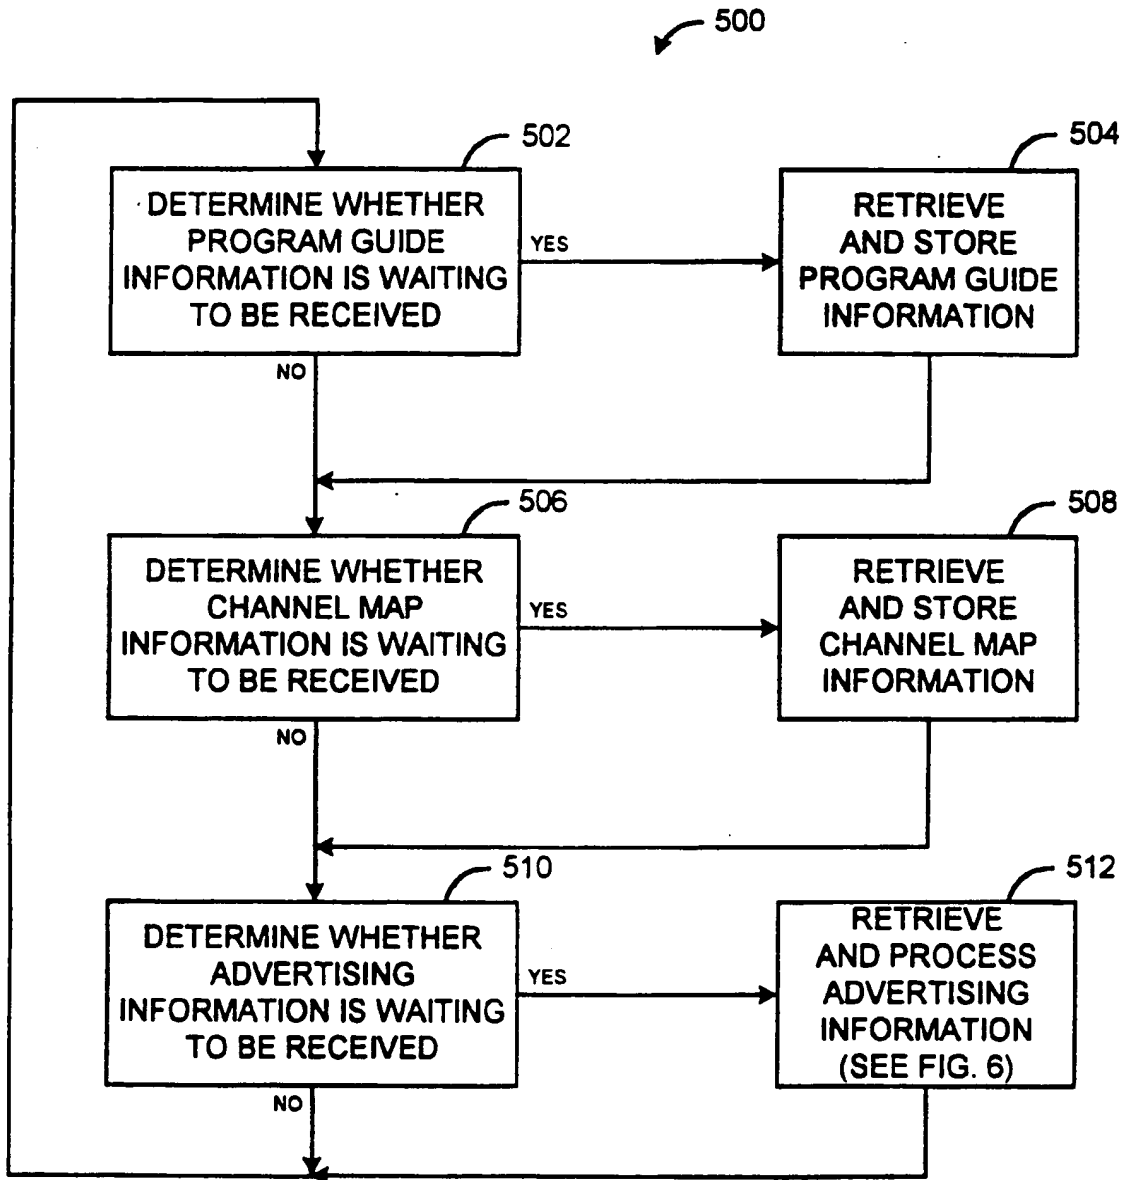 500
502
DETERMINE WHETHER
PROGRAM GUIDE
INFORMATION IS WAITING
TO BE RECEIVED
YES
NO
504
RETRIEVE
AND STORE
PROGRAM GUIDE
INFORMATION
506
DETERMINE WHETHER
CHANNEL MAP
INFORMATION IS WAITING
TO BE RECEIVED
YES
NO
508
RETRIEVE
AND STORE
CHANNEL MAP
INFORMATION
510
DETERMINE WHETHER
ADVERTISING
INFORMATION IS WAITING
TO BE RECEIVED
YES
NO
512
RETRIEVE
AND PROCESS
ADVERTISING
INFORMATION
(SEE FIG. 6)